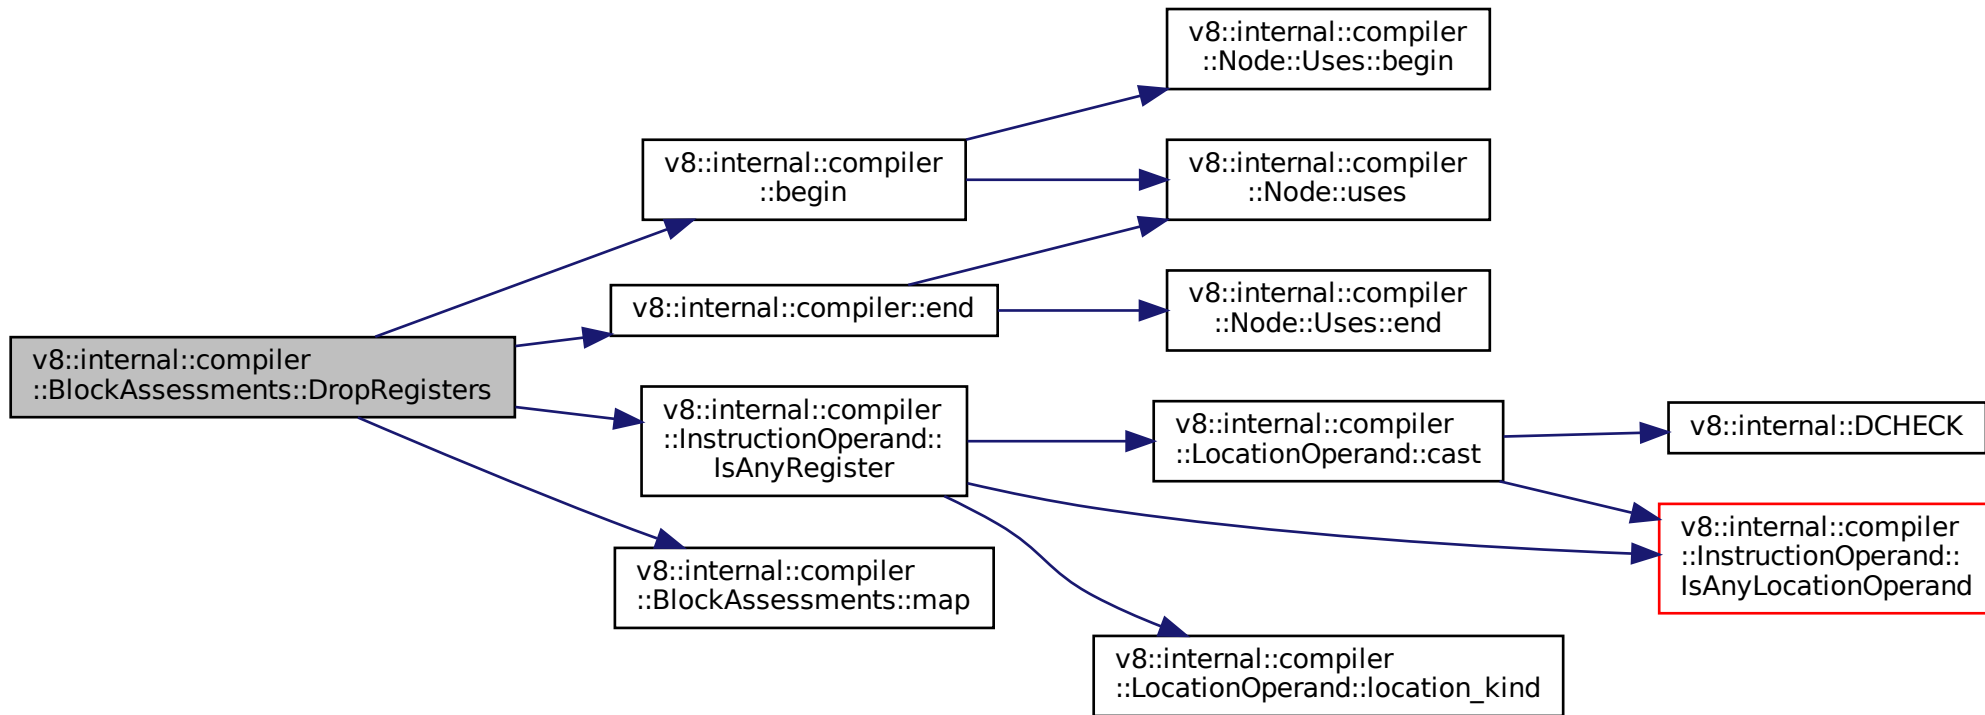 v8::internal::compiler
::BlockAssessments::DropRegisters
v8::internal::compiler
::begin
v8::internal::compiler::end
v8::internal::compiler
::InstructionOperand::
IsAnyRegister
v8::internal::compiler
::BlockAssessments::map
v8::internal::compiler
::Node::Uses::begin
v8::internal::compiler
::Node::uses
v8::internal::compiler
::Node::Uses::end
v8::internal::compiler
::LocationOperand::cast
v8::internal::compiler
::LocationOperand::location_kind
v8::internal::DCHECK
v8::internal::compiler
::InstructionOperand::
IsAnyLocationOperand